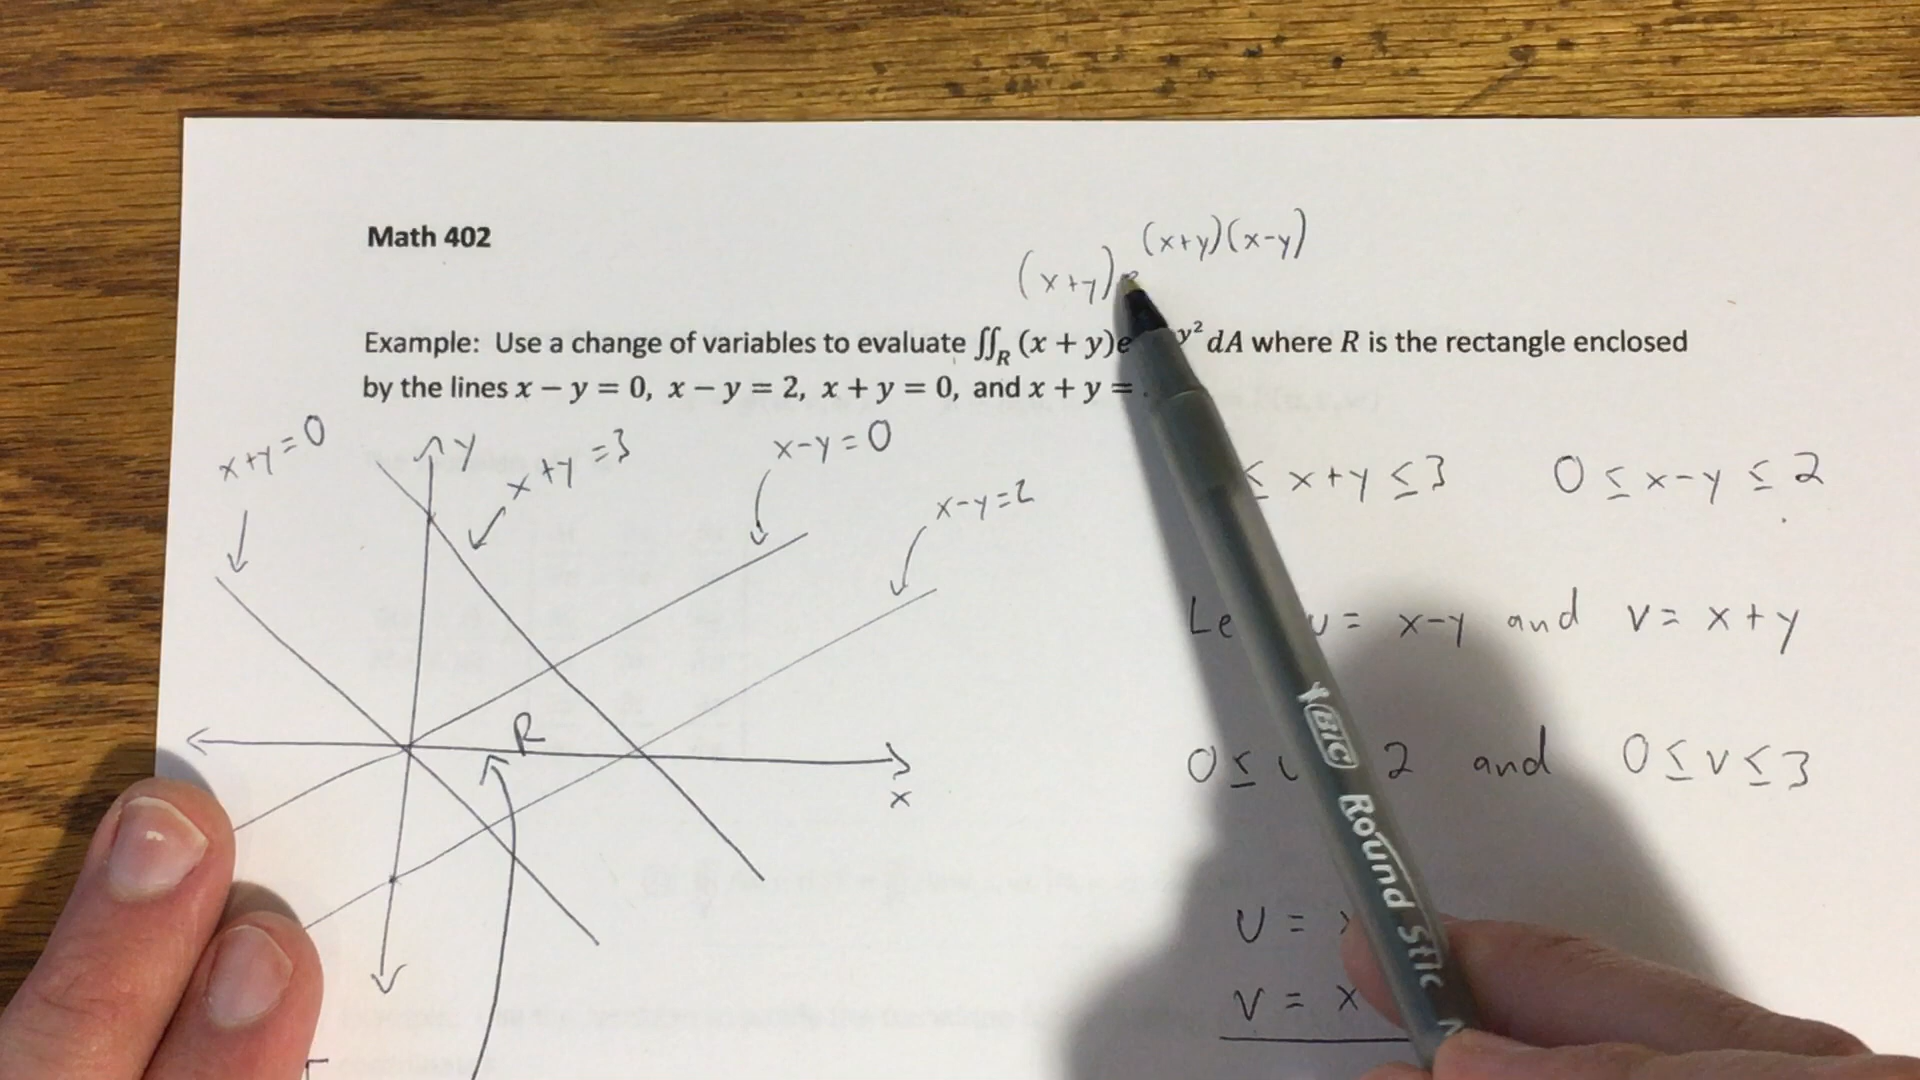 Math 402
(x+y)e (x+y)(x-y)
Example: Use a change of variables to evaluate ∬R (x + y)e y² dA where R is the rectangle enclosed
by the lines x − y = 0, x − y = 2, x + y = 0, and x + y =
x+y=0
y
x+y=3
x-y=0
x-y=2
≤ x+y ≤ 3 0 ≤ x-y ≤ 2
Le u = x-y and v = x+y
R
0 ≤ 2 and 0 ≤ v ≤ 3
x
BIC Round Stic
u =
v = x